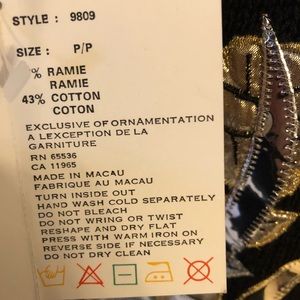 STYLE : 9809
SIZE : P/P
% RAMIE
RAMIE
43% COTTON
COTON
EXCLUSIVE OF ORNAMENTATION
A LEXCEPTION DE LA
GARNITURE
RN 65536
CA 11965
MADE IN MACAU
FABRIQUE AU MACAU
TURN INSIDE OUT
HAND WASH COLD SEPARATELY
DO NOT BLEACH
DO NOT WRING OR TWIST
RESHAPE AND DRY FLAT
PRESS WITH WARM IRON ON
REVERSE SIDE IF NECESSARY
DO NOT DRY CLEAN